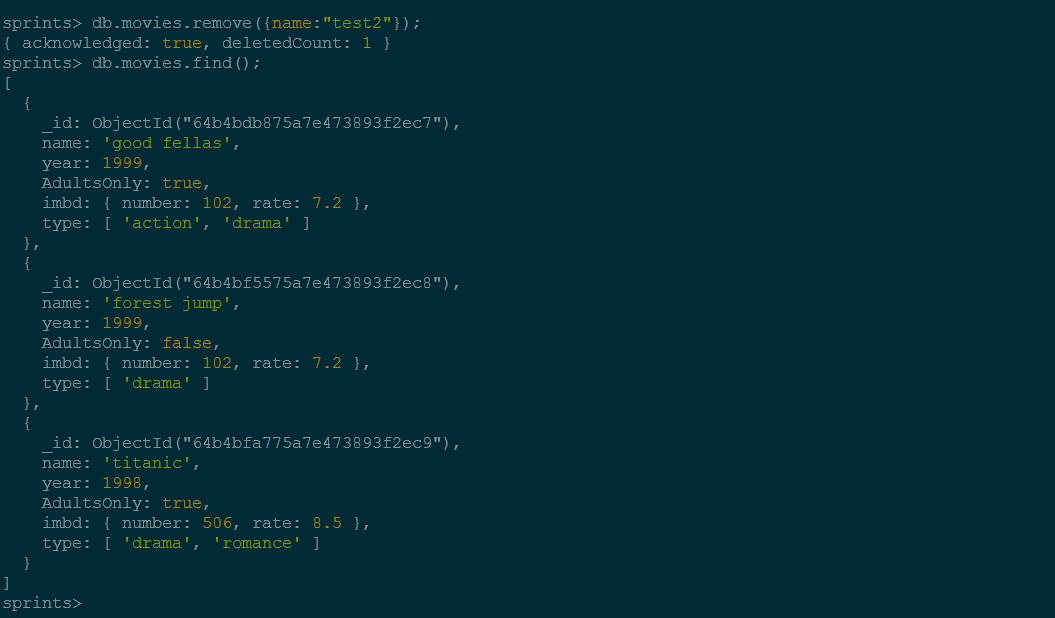 sprints> db.movies.remove({name:"test2"});
{ acknowledged: true, deletedCount: 1 }
sprints> db.movies.find();
[
  {
    _id: ObjectId("64b4bdb875a7e473893f2ec7"),
    name: 'good fellas',
    year: 1999,
    AdultsOnly: true,
    imbd: { number: 102, rate: 7.2 },
    type: [ 'action', 'drama' ]
  },
  {
    _id: ObjectId("64b4bf5575a7e473893f2ec8"),
    name: 'forest jump',
    year: 1999,
    AdultsOnly: false,
    imbd: { number: 102, rate: 7.2 },
    type: [ 'drama' ]
  },
  {
    _id: ObjectId("64b4bfa775a7e473893f2ec9"),
    name: 'titanic',
    year: 1998,
    AdultsOnly: true,
    imbd: { number: 506, rate: 8.5 },
    type: [ 'drama', 'romance' ]
  }
]
sprints>